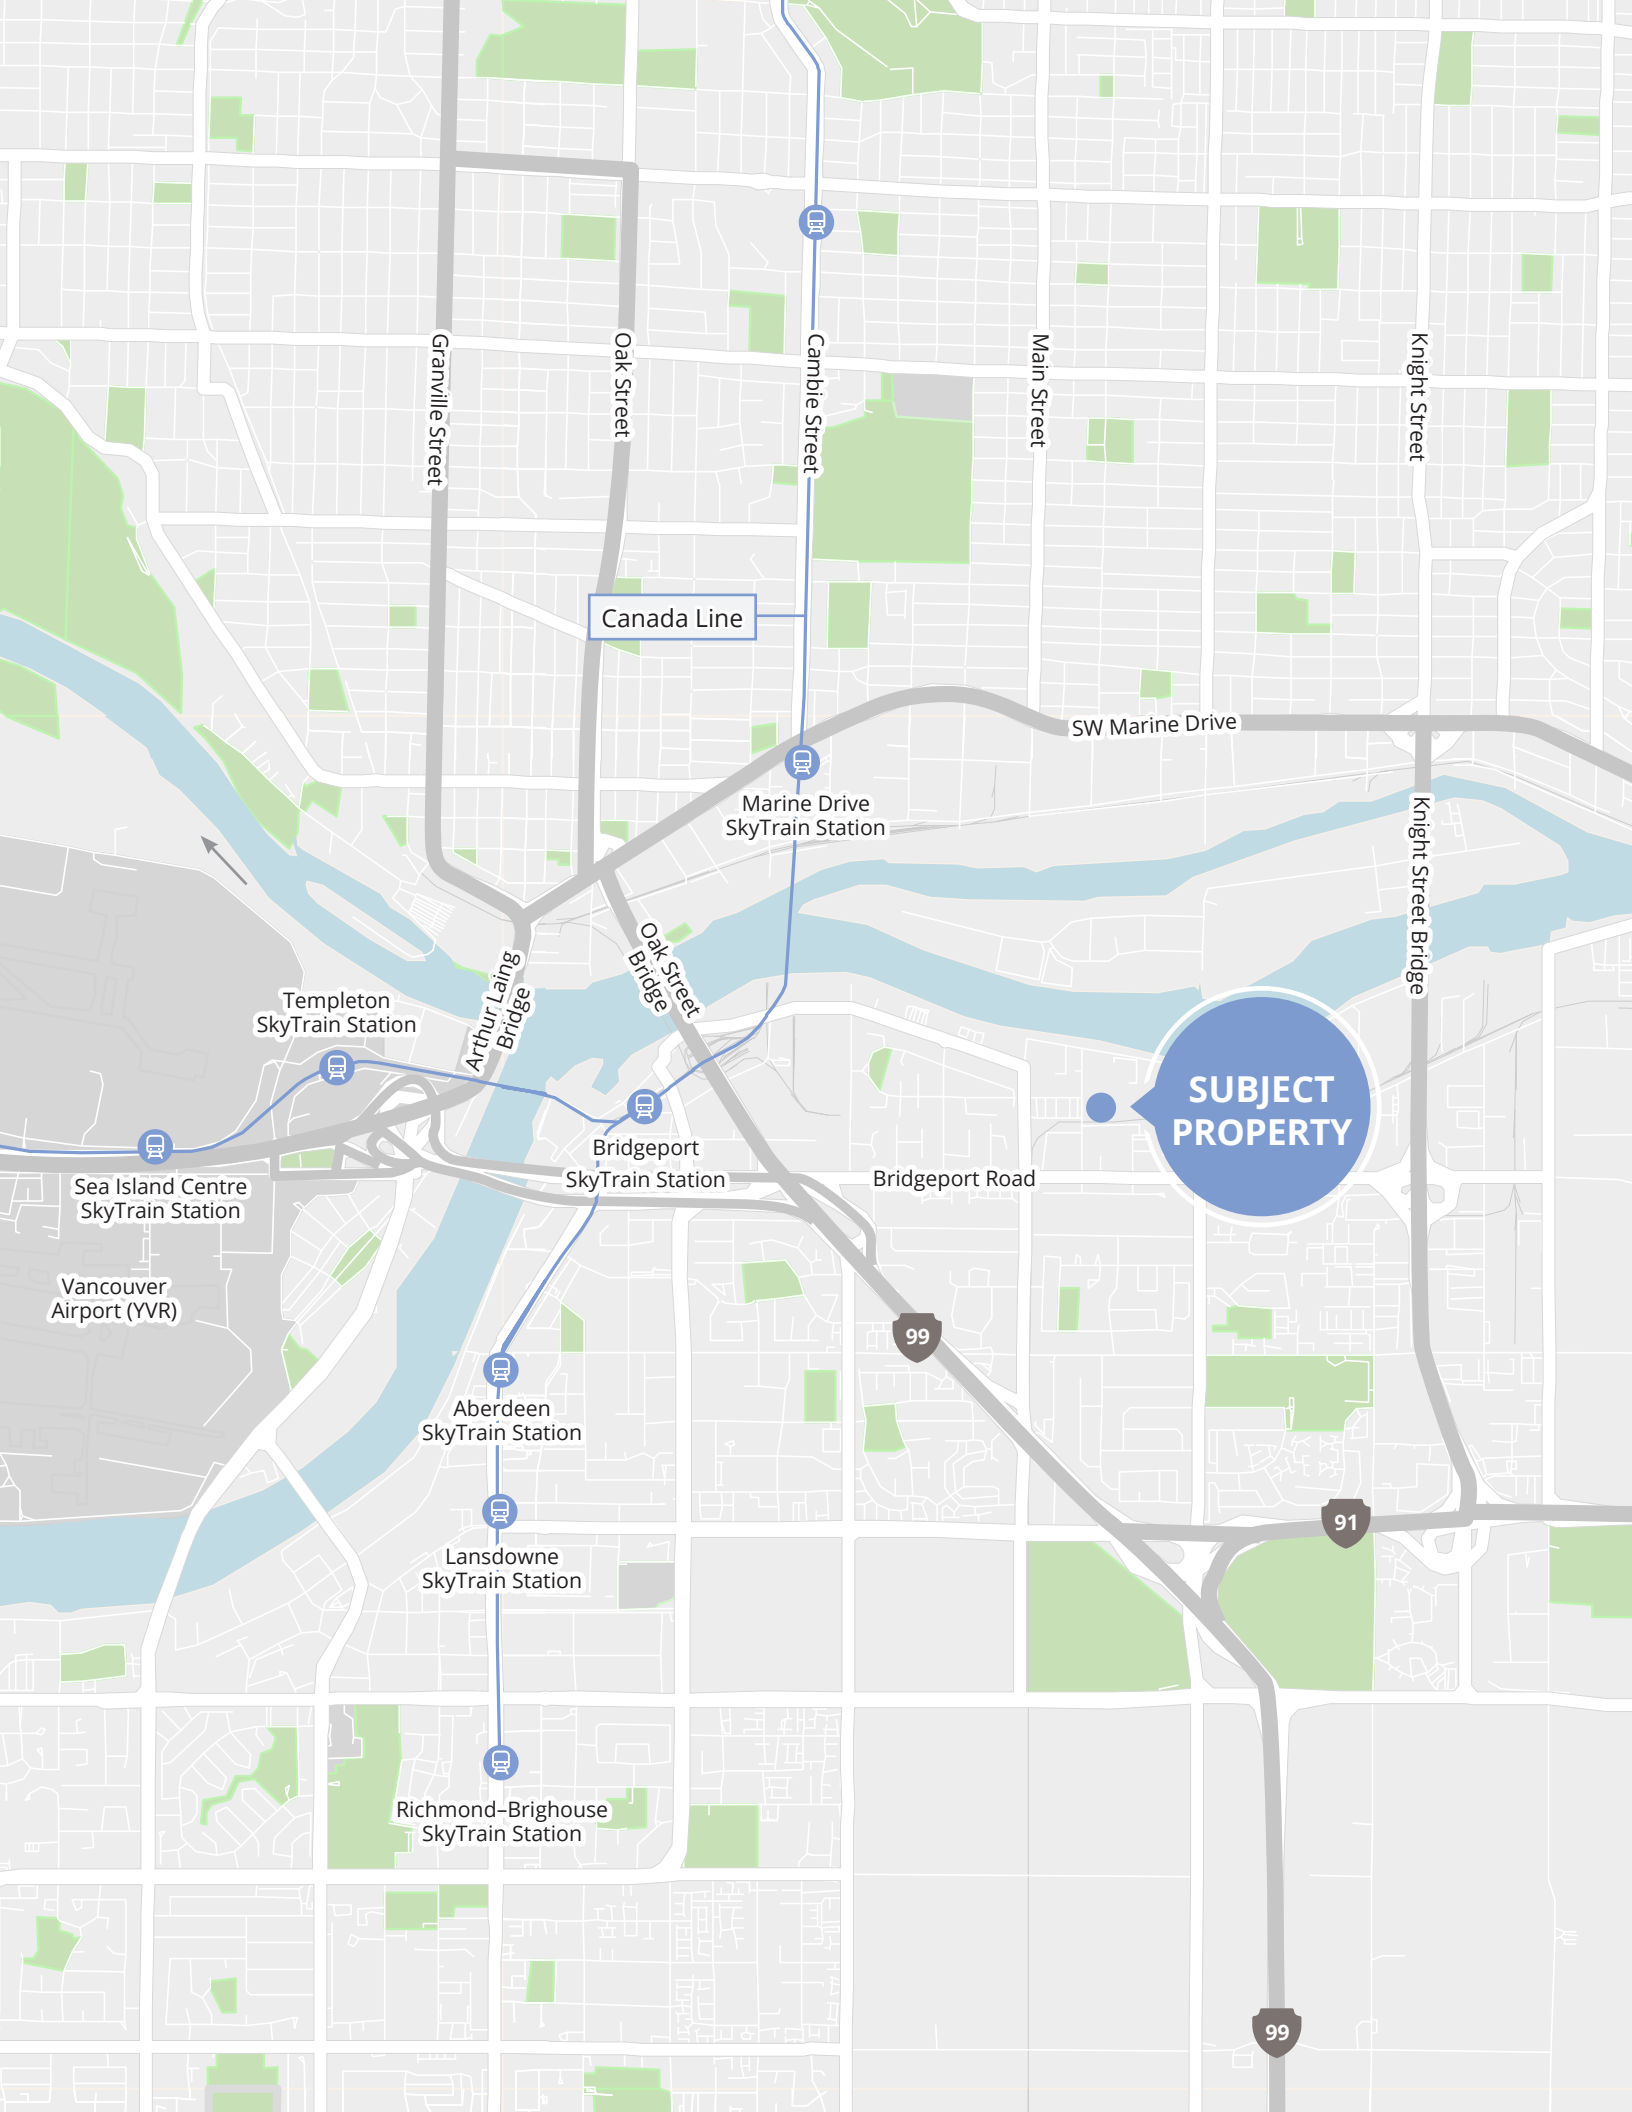 Granville Street
Oak Street
Cambie Street
Main Street
Knight Street
Canada Line
SW Marine Drive
Marine Drive
SkyTrain Station
Knight Street Bridge
Oak Street
Bridge
Arthur Laing
Bridge
Templeton
SkyTrain Station
SUBJECT
PROPERTY
Bridgeport
SkyTrain Station
Bridgeport Road
Sea Island Centre
SkyTrain Station
Vancouver
Airport (YVR)
99
Aberdeen
SkyTrain Station
91
Lansdowne
SkyTrain Station
Richmond–Brighouse
SkyTrain Station
99